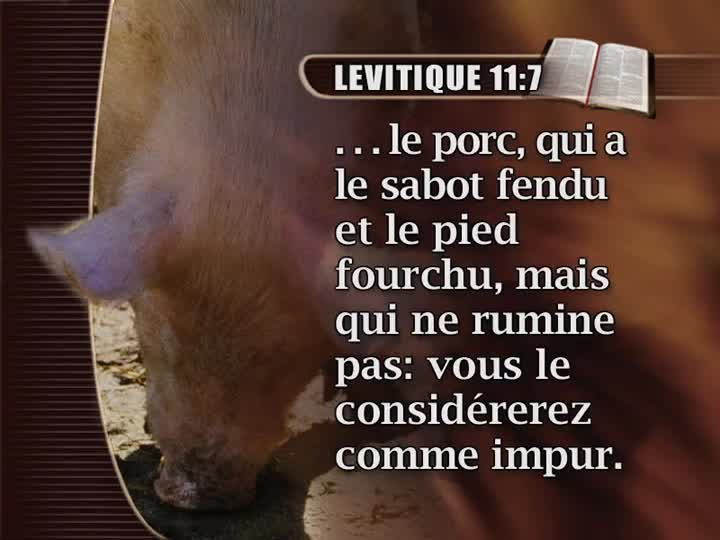 LEVITIQUE 11:7
...le porc, qui a
le sabot fendu
et le pied
fourchu, mais
qui ne rumine
pas: vous le
considérerez
comme impur.